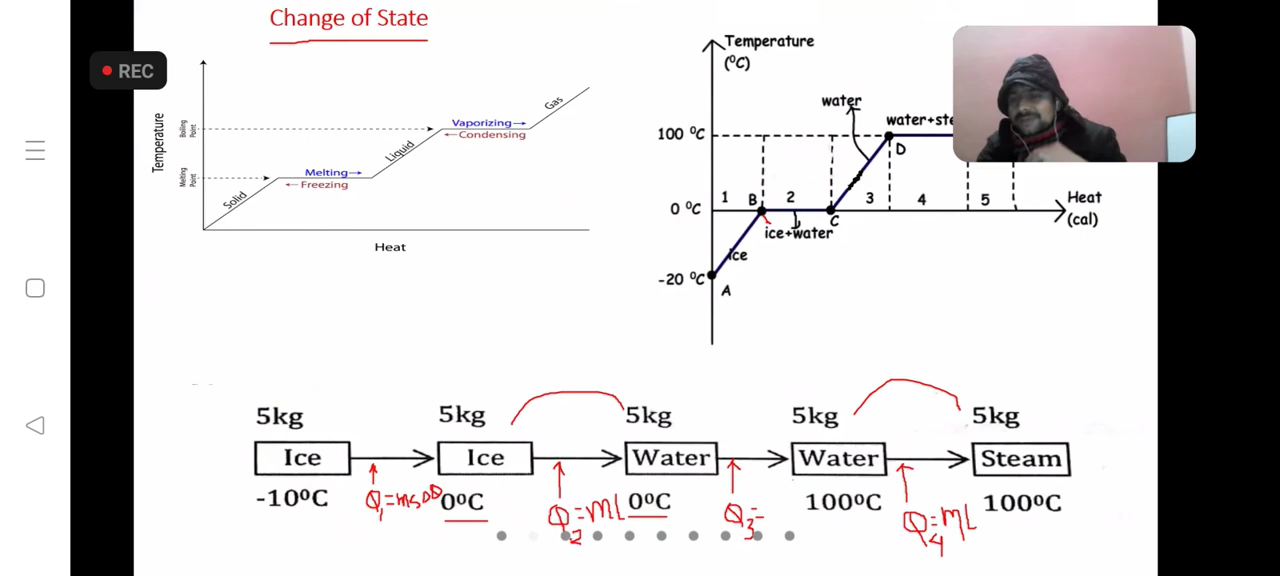 Change of State
REC
Temperature
Boiling
Point
Melting
Point
Solid
Melting →
← Freezing
Liquid
Vaporizing →
← Condensing
Gas
Heat
Temperature
(⁰C)
water
water+ste
100 ⁰C
D
0 ⁰C
1
B
2
C
3
4
5
Heat
(cal)
ice+water
ice
-20 ⁰C
A
5kg 5kg 5kg 5kg 5kg
Ice Ice Water Water Steam
-10⁰C 0⁰C 0⁰C 100⁰C 100⁰C
Q₁=msΔθ
Q₂=mL
Q₃=
Q₄=mL